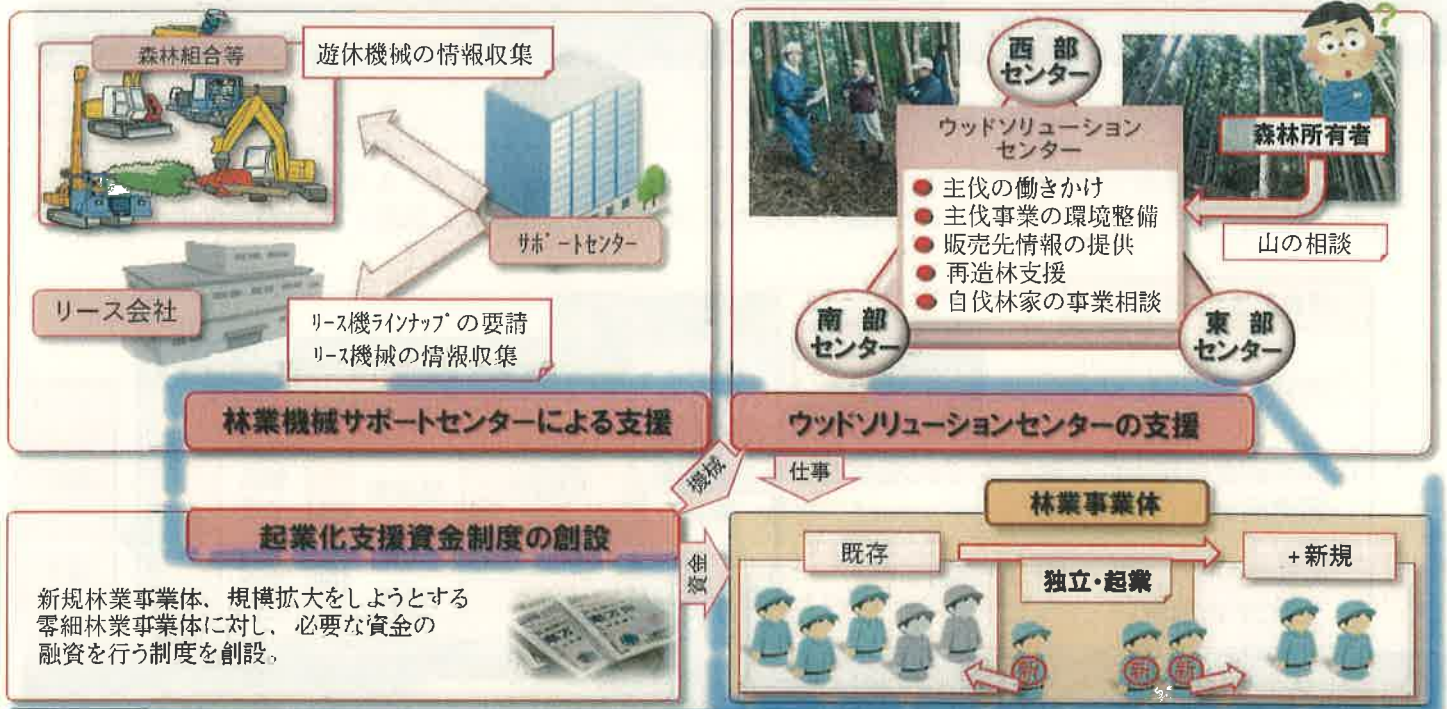 森林組合等
遊休機械の情報収集
サポートセンター
リース会社
リース機ラインナップの要請
リース機械の情報収集
林業機械サポートセンターによる支援
西部
センター
ウッドソリューション
センター
● 主伐の働きかけ
● 主伐事業の環境整備
● 販売先情報の提供
● 再造林支援
● 自伐林家の事業相談
?
森林所有者
山の相談
南部
センター
東部
センター
ウッドソリューションセンターの支援
機械
仕事
起業化支援資金制度の創設
新規林業事業体、規模拡大をしようとする
零細林業事業体に対し、必要な資金の
融資を行う制度を創設。
資金
林業事業体
既存
独立・起業
+新規
新
新
新